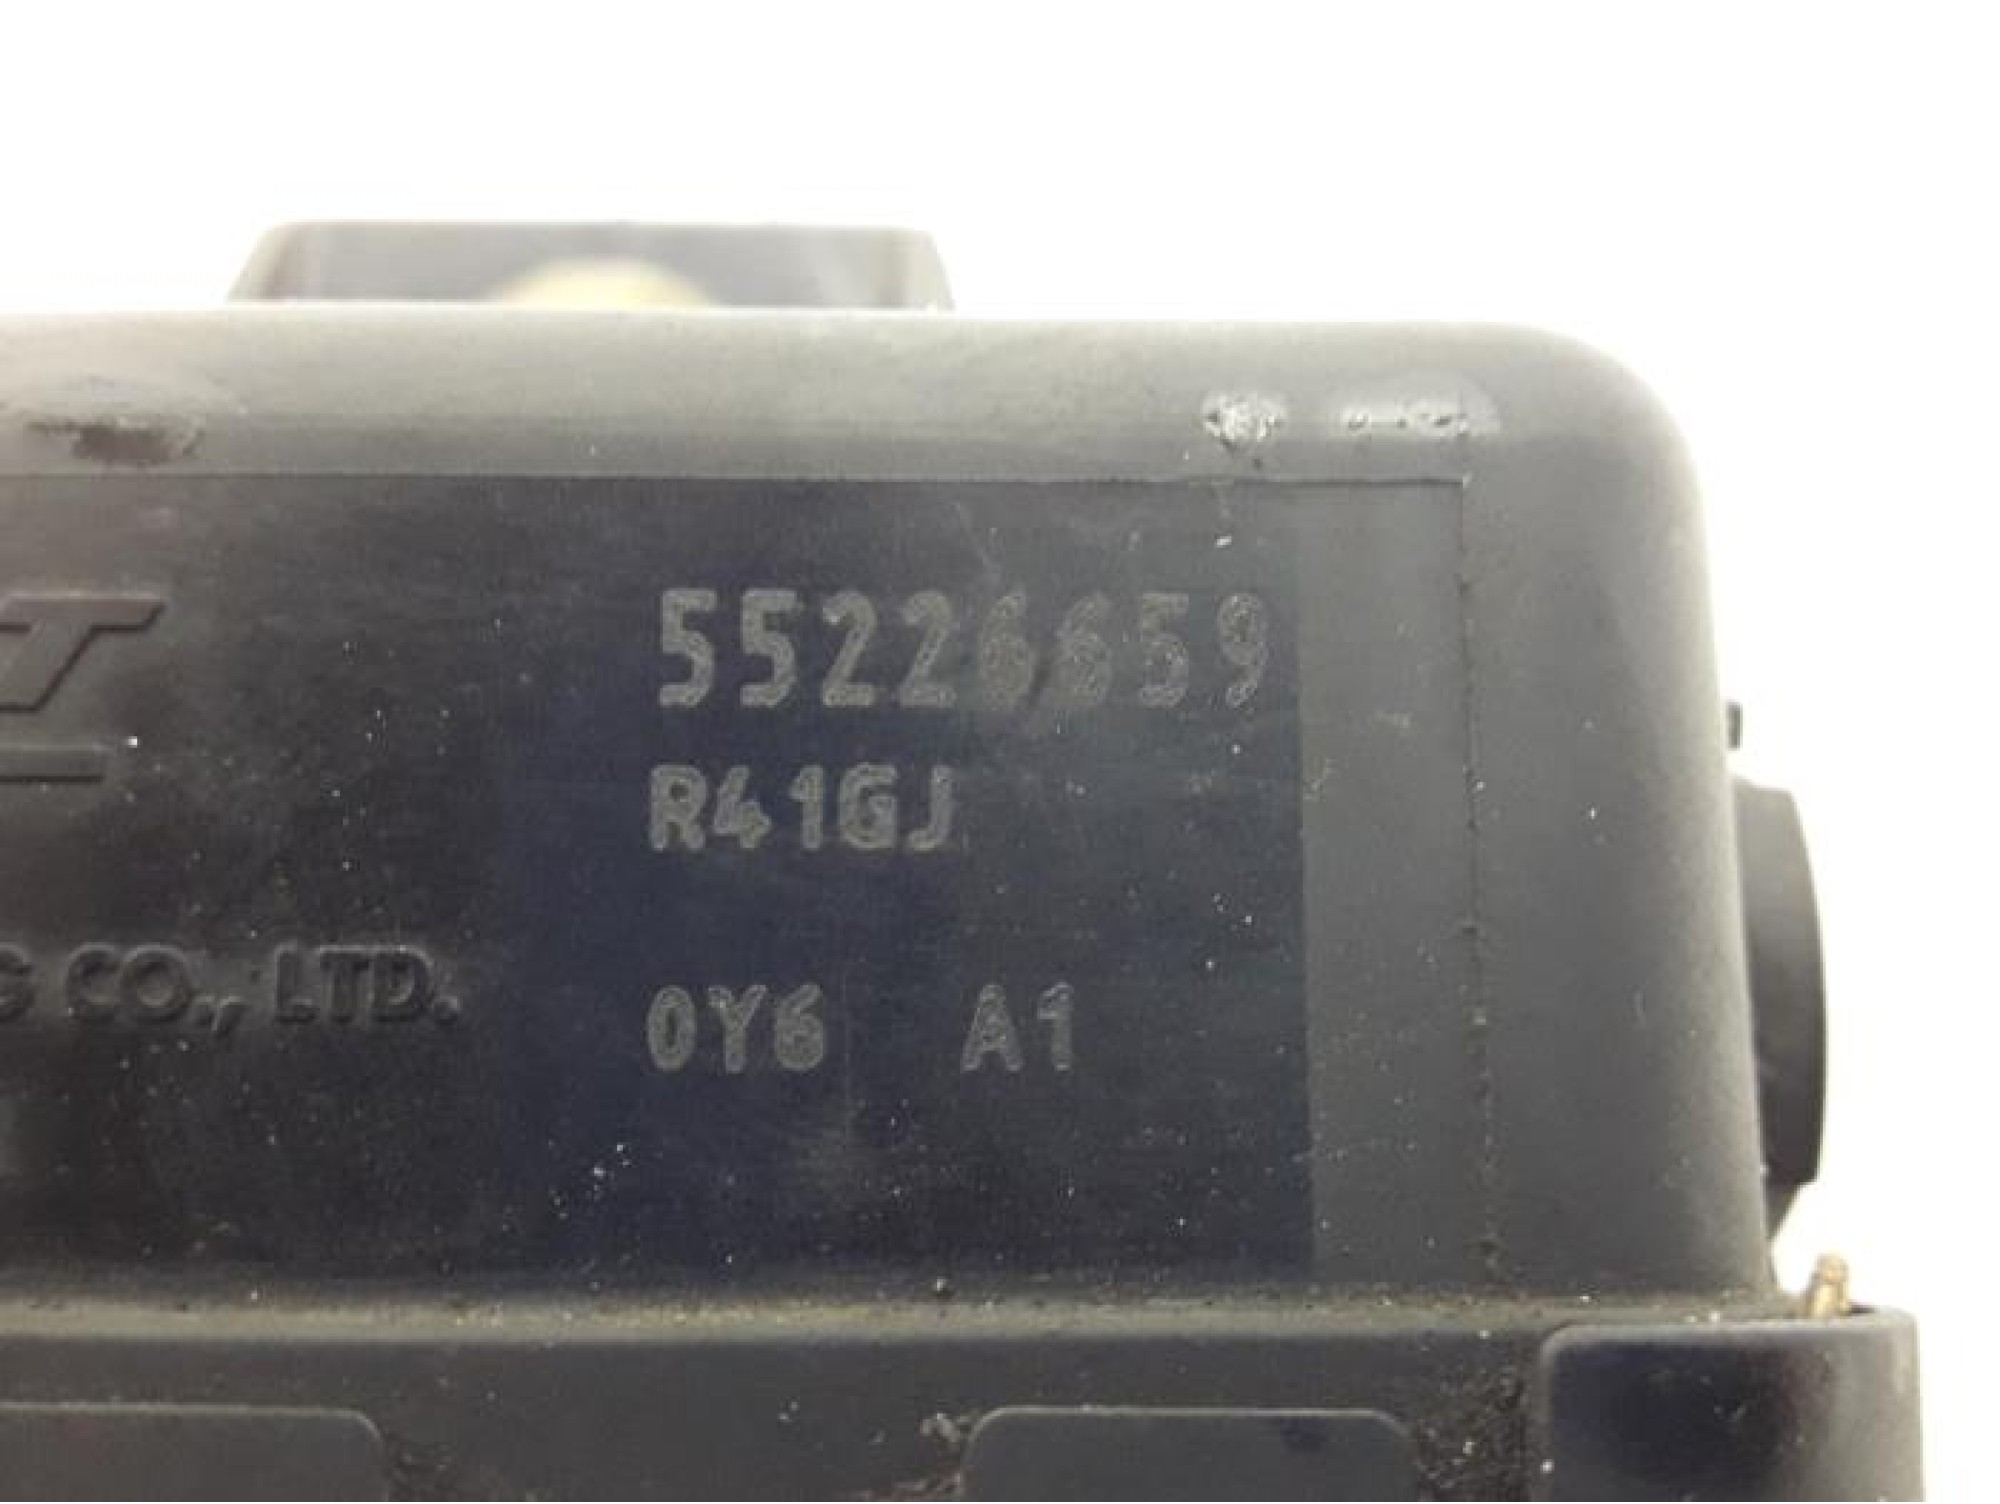 55226659
R41GJ
G CO., LTD.
0Y6 A1